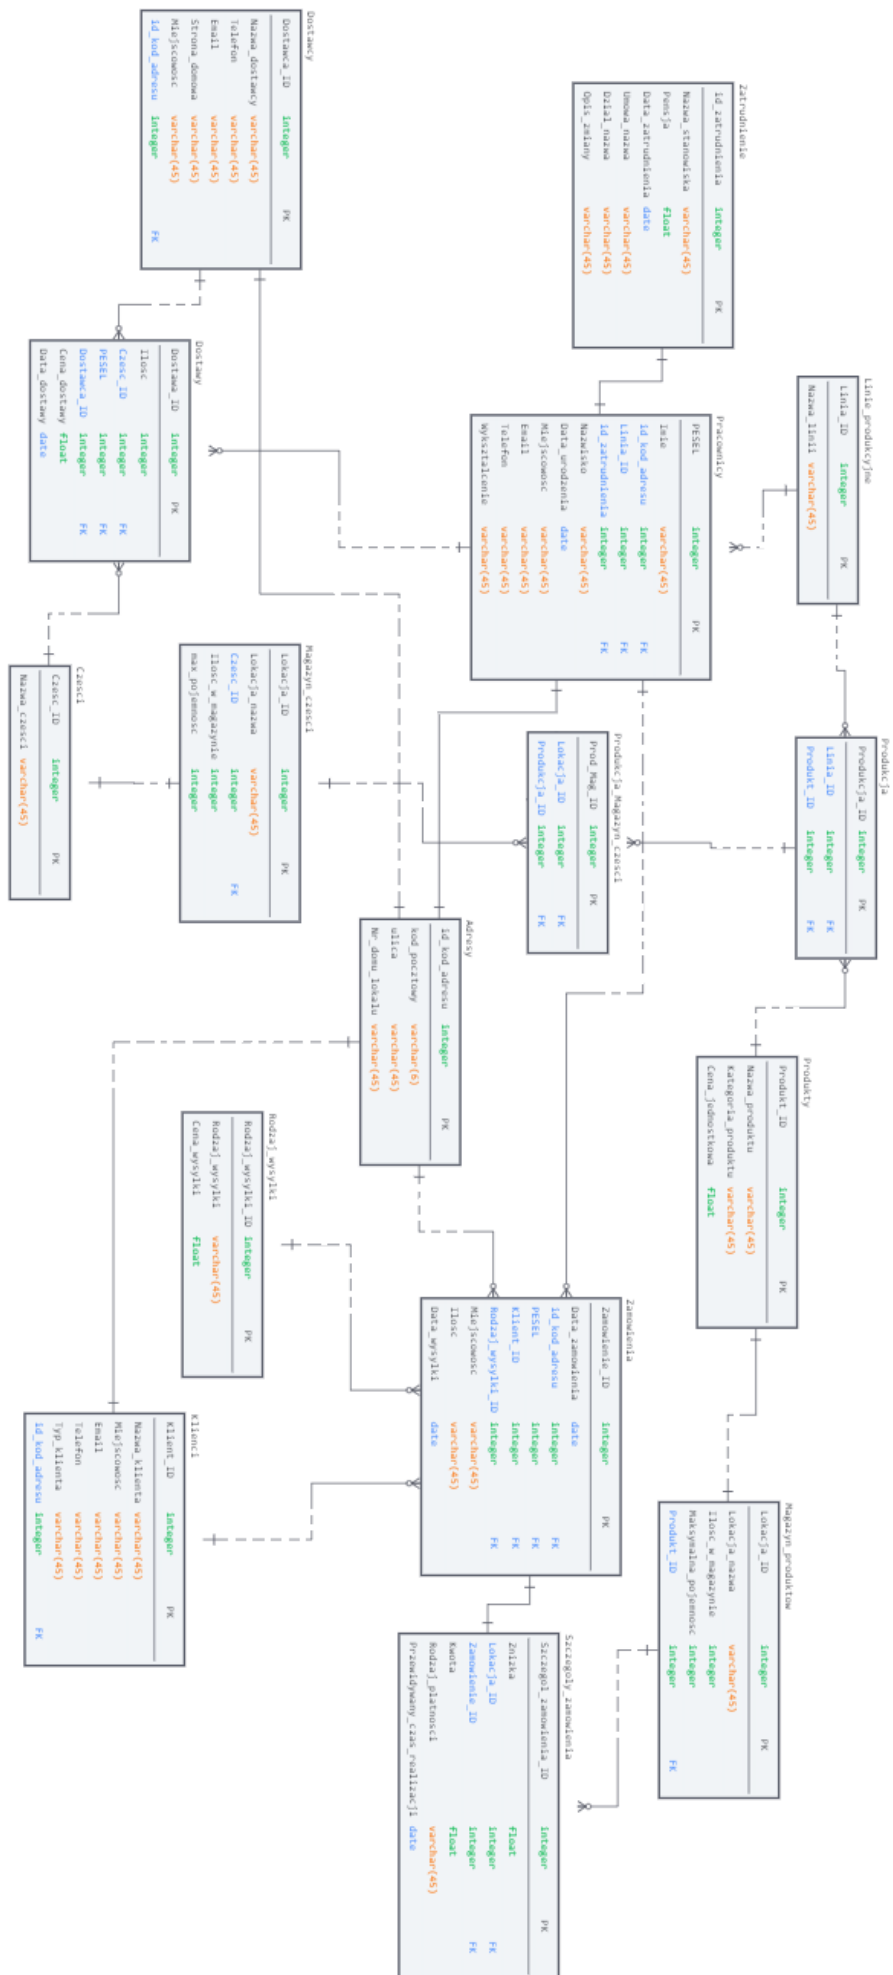 Linie_produkcyjne
Linia_ID integer PK
Nazwa_linii varchar(45)
Produkcja
Produkcja_ID integer PK
Linia_ID integer FK
Produkt_ID integer FK
Produkty
Produkt_ID integer PK
Nazwa_produktu varchar(45)
Kategoria_produktu varchar(45)
Cena_jednostkowa float
Magazyn_produktow
Lokacja_ID integer PK
Lokacja_nazwa varchar(45)
Ilosc_w_magazynie integer
Maksymalna_pojemnosc integer
Produkt_ID integer FK
Zatrudnienie
id_zatrudnienia integer PK
Nazwa_stanowiska varchar(45)
Pensja float
Data_zatrudnienia date
Umowa_nazwa varchar(45)
Dzial_nazwa varchar(45)
Opis_zmiany varchar(45)
Pracownicy
PESEL integer PK
Imie varchar(45)
id_kod_adresu integer FK
Linia_ID integer FK
id_zatrudnienia integer FK
Nazwisko varchar(45)
Data_urodzenia date
Miejscowosc varchar(45)
Email varchar(45)
Telefon varchar(45)
Wyksztalcenie varchar(45)
Produkcja_Magazyn_czesci
Prod_Mag_ID integer PK
Lokacja_ID integer FK
Produkcja_ID integer FK
Zamowienia
Zamowienie_ID integer PK
Data_zamowienia date
id_kod_adresu integer FK
PESEL integer FK
Klient_ID integer FK
Rodzaj_wysylki_ID integer FK
Miejscowosc varchar(45)
Ilosc varchar(45)
Data_wysylki date
Szczegoly_zamowienia
Szczegol_zamowienia_ID integer PK
Znizka float
Lokacja_ID integer FK
Zamowienie_ID integer FK
Kwota float
Rodzaj_platnosci varchar(45)
Przewidywany_czas_realizacji date
Dostawcy
Dostawca_ID integer PK
Nazwa_dostawcy varchar(45)
Telefon varchar(45)
Email varchar(45)
Strona_domowa varchar(45)
Miejscowosc varchar(45)
id_kod_adresu integer FK
Dostawy
Dostawa_ID integer PK
Ilosc integer
Czesc_ID integer FK
PESEL integer FK
Dostawca_ID integer FK
Cena_dostawy float
Data_dostawy date
Magazyn_czesci
Lokacja_ID integer PK
Lokacja_nazwa varchar(45)
Czesc_ID integer FK
Ilosc_w_magazynie integer
max_pojemnosc integer
Czesci
Czesc_ID integer PK
Nazwa_czesci varchar(45)
Adresy
id_kod_adresu integer PK
kod_pocztowy varchar(6)
ulica varchar(45)
Nr_domu_lokalu varchar(45)
Rodzaj_wysylki
Rodzaj_wysylki_ID integer PK
Rodzaj_wysylki varchar(45)
Cena_wysylki float
Klienci
Klient_ID integer PK
Nazwa_klienta varchar(45)
Miejscowosc varchar(45)
Email varchar(45)
Telefon varchar(45)
Typ_klienta varchar(45)
id_kod_adresu integer FK